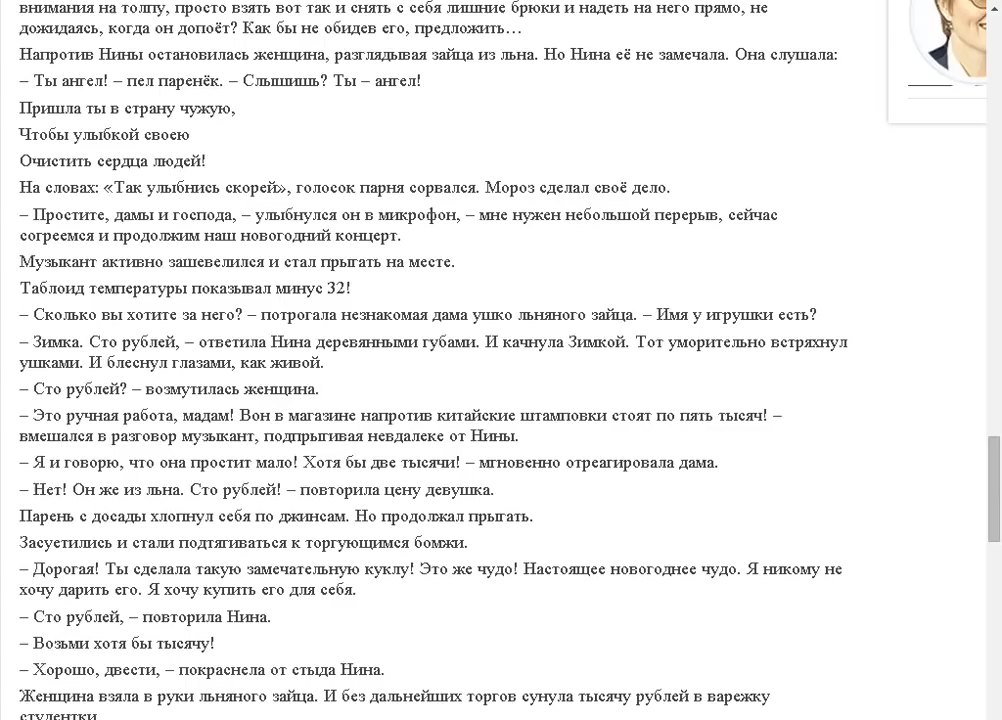 внимания на толпу, просто взять вот так и снять с себя лишние брюки и надеть на него прямо, не
дожидаясь, когда он допоёт? Как бы не обидев его, предложить…
Напротив Нины остановилась женщина, разглядывая зайца из льна. Но Нина её не замечала. Она слушала:
– Ты ангел! – пел паренёк. – Слышишь? Ты – ангел!
Пришла ты в страну чужую,
Чтобы улыбкой своею
Очистить сердца людей!
На словах: «Так улыбнись скорей», голосок парня сорвался. Мороз сделал своё дело.
– Простите, дамы и господа, – улыбнулся он в микрофон, – мне нужен небольшой перерыв, сейчас
согреемся и продолжим наш новогодний концерт.
Музыкант активно зашевелился и стал прыгать на месте.
Таблоид температуры показывал минус 32!
– Сколько вы хотите за него? – потрогала незнакомая дама ушко льняного зайца. – Имя у игрушки есть?
– Зимка. Сто рублей, – ответила Нина деревянными губами. И качнула Зимкой. Тот уморительно встряхнул
ушками. И блеснул глазами, как живой.
– Сто рублей? – возмутилась женщина.
– Это ручная работа, мадам! Вон в магазине напротив китайские штамповки стоят по пять тысяч! –
вмешался в разговор музыкант, подпрыгивая невдалеке от Нины.
– Я и говорю, что она простит мало! Хотя бы две тысячи! – мгновенно отреагировала дама.
– Нет! Он же из льна. Сто рублей! – повторила цену девушка.
Парень с досады хлопнул себя по джинсам. Но продолжал прыгать.
Засуетились и стали подтягиваться к торгующимся бомжи.
– Дорогая! Ты сделала такую замечательную куклу! Это же чудо! Настоящее новогоднее чудо. Я никому не
хочу дарить его. Я хочу купить его для себя.
– Сто рублей, – повторила Нина.
– Возьми хотя бы тысячу!
– Хорошо, двести, – покраснела от стыда Нина.
Женщина взяла в руки льняного зайца. И без дальнейших торгов сунула тысячу рублей в варежку
студентки.